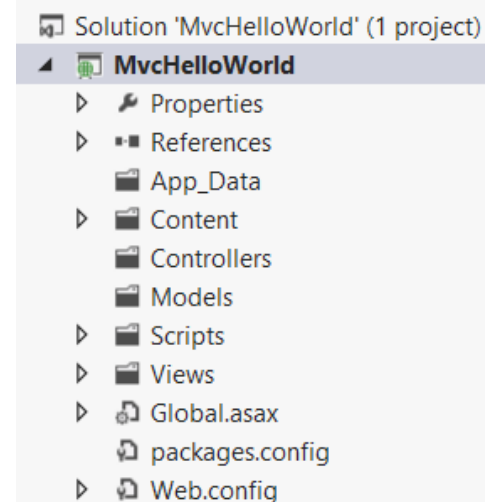 Solution 'MvcHelloWorld' (1 project)
MvcHelloWorld
Properties
References
App_Data
Content
Controllers
Models
Scripts
Views
Global.asax
packages.config
Web.config